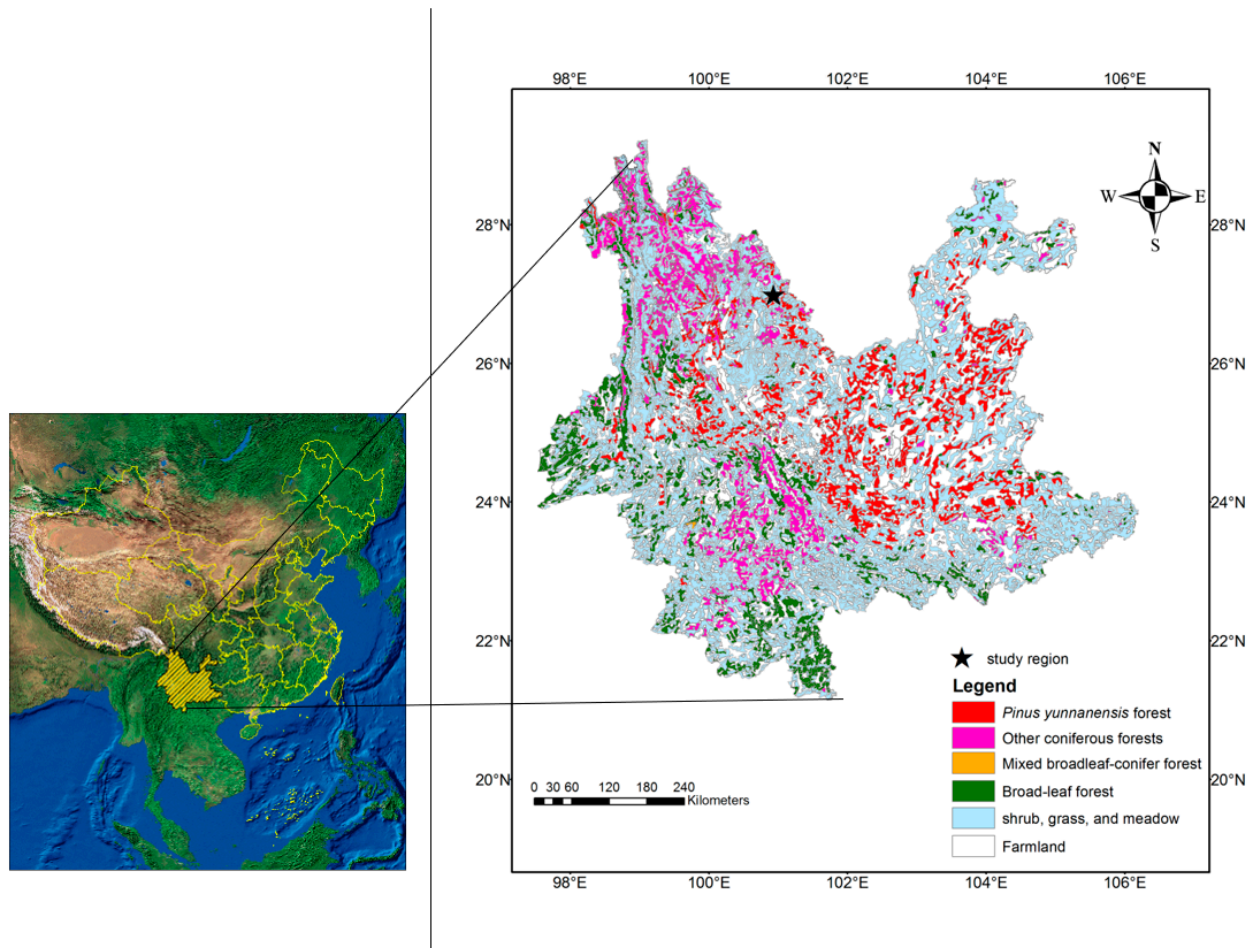 98°E 100°E 102°E 104°E 106°E
N
W E
S
28°N 28°N
26°N 26°N
24°N 24°N
22°N 22°N
20°N 20°N
study region
Legend
Pinus yunnanensis forest
Other coniferous forests
Mixed broadleaf-conifer forest
Broad-leaf forest
shrub, grass, and meadow
Farmland
0 30 60 120 180 240
Kilometers
98°E 100°E 102°E 104°E 106°E